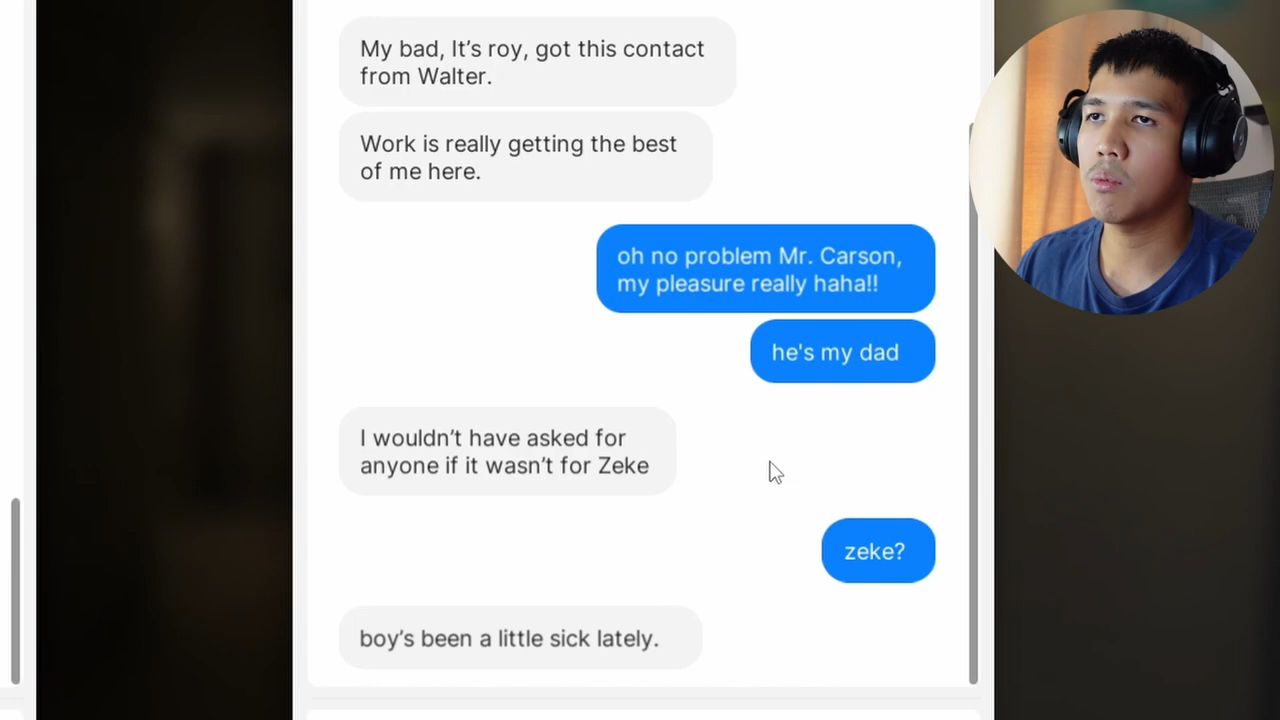 My bad, It’s roy, got this contact
from Walter.
Work is really getting the best
of me here.
oh no problem Mr. Carson,
my pleasure really haha!!
he's my dad
I wouldn’t have asked for
anyone if it wasn’t for Zeke
zeke?
boy’s been a little sick lately.